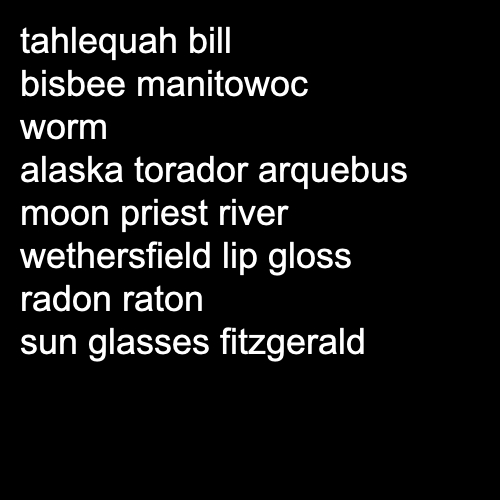 tahlequah bill
bisbee manitowoc
worm
alaska torador arquebus
moon priest river
wethersfield lip gloss
radon raton
sun glasses fitzgerald